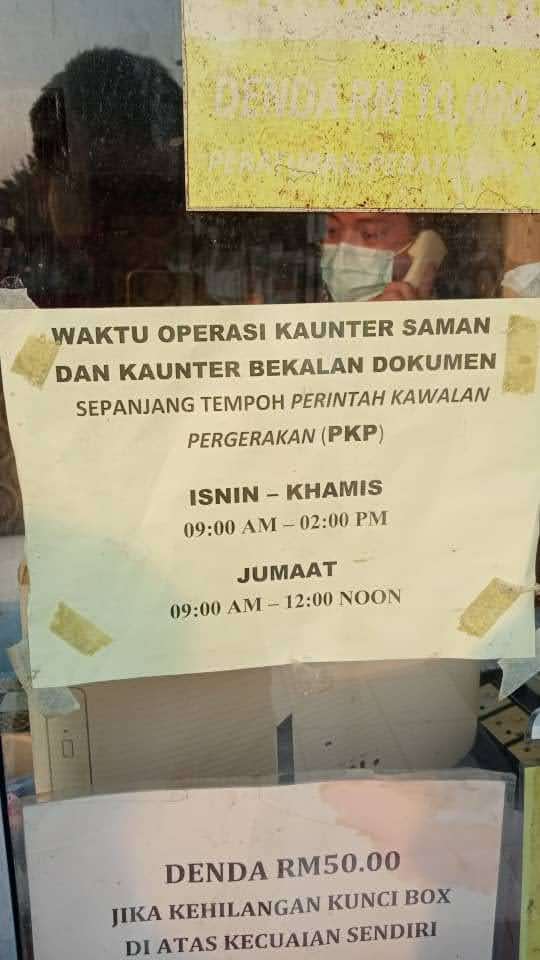 DENDA RM 10,000
WAKTU OPERASI KAUNTER SAMAN
DAN KAUNTER BEKALAN DOKUMEN
SEPANJANG TEMPOH PERINTAH KAWALAN
PERGERAKAN (PKP)
ISNIN – KHAMIS
09:00 AM – 02:00 PM
JUMAAT
09:00 AM – 12:00 NOON
DENDA RM50.00
JIKA KEHILANGAN KUNCI BOX
DI ATAS KECUAIAN SENDIRI